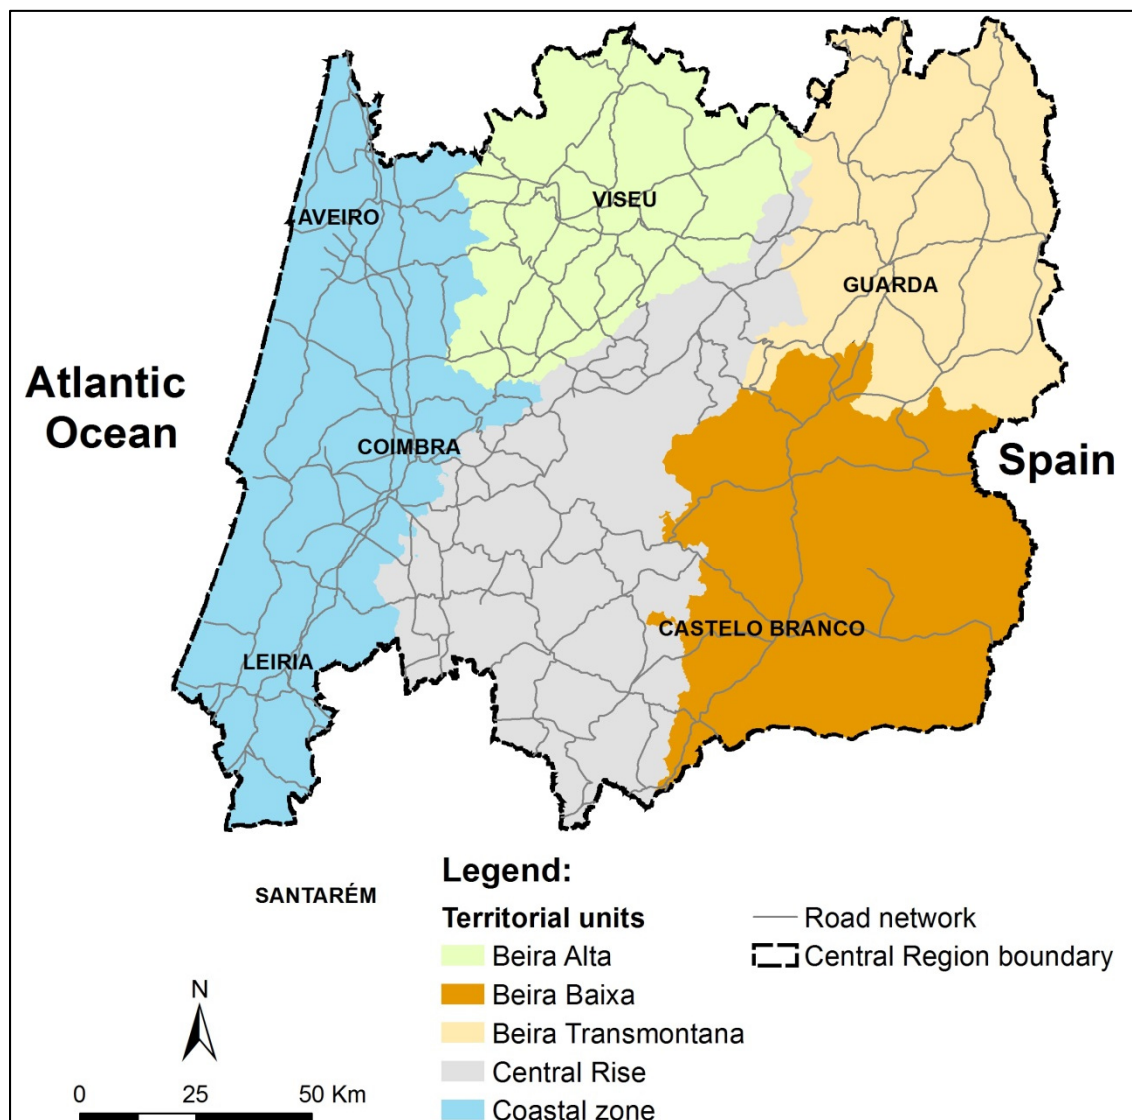 AVEIRO
VISEU
GUARDA
Atlantic
Ocean
COIMBRA
Spain
CASTELO BRANCO
LEIRIA
SANTARÉM
Legend:
Territorial units
Beira Alta
Beira Baixa
Beira Transmontana
Central Rise
Coastal zone
Road network
Central Region boundary
N
0 25 50 Km